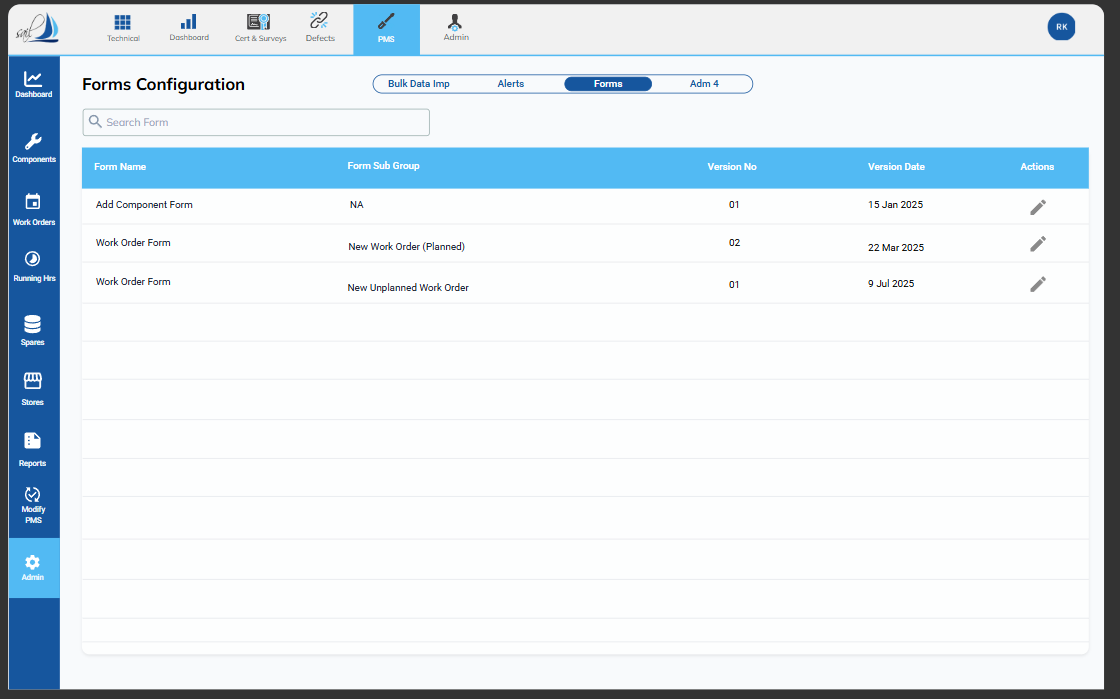 sail
Technical
Dashboard
Cert & Surveys
Defects
PMS
Admin
RK
Dashboard
Components
Work Orders
Running Hrs
Spares
Stores
Reports
Modify
PMS
Admin
Forms Configuration
Bulk Data Imp
Alerts
Forms
Adm 4
Search Form
Form Name Form Sub Group Version No Version Date Actions
Add Component Form NA 01 15 Jan 2025
Work Order Form New Work Order (Planned) 02 22 Mar 2025
Work Order Form New Unplanned Work Order 01 9 Jul 2025